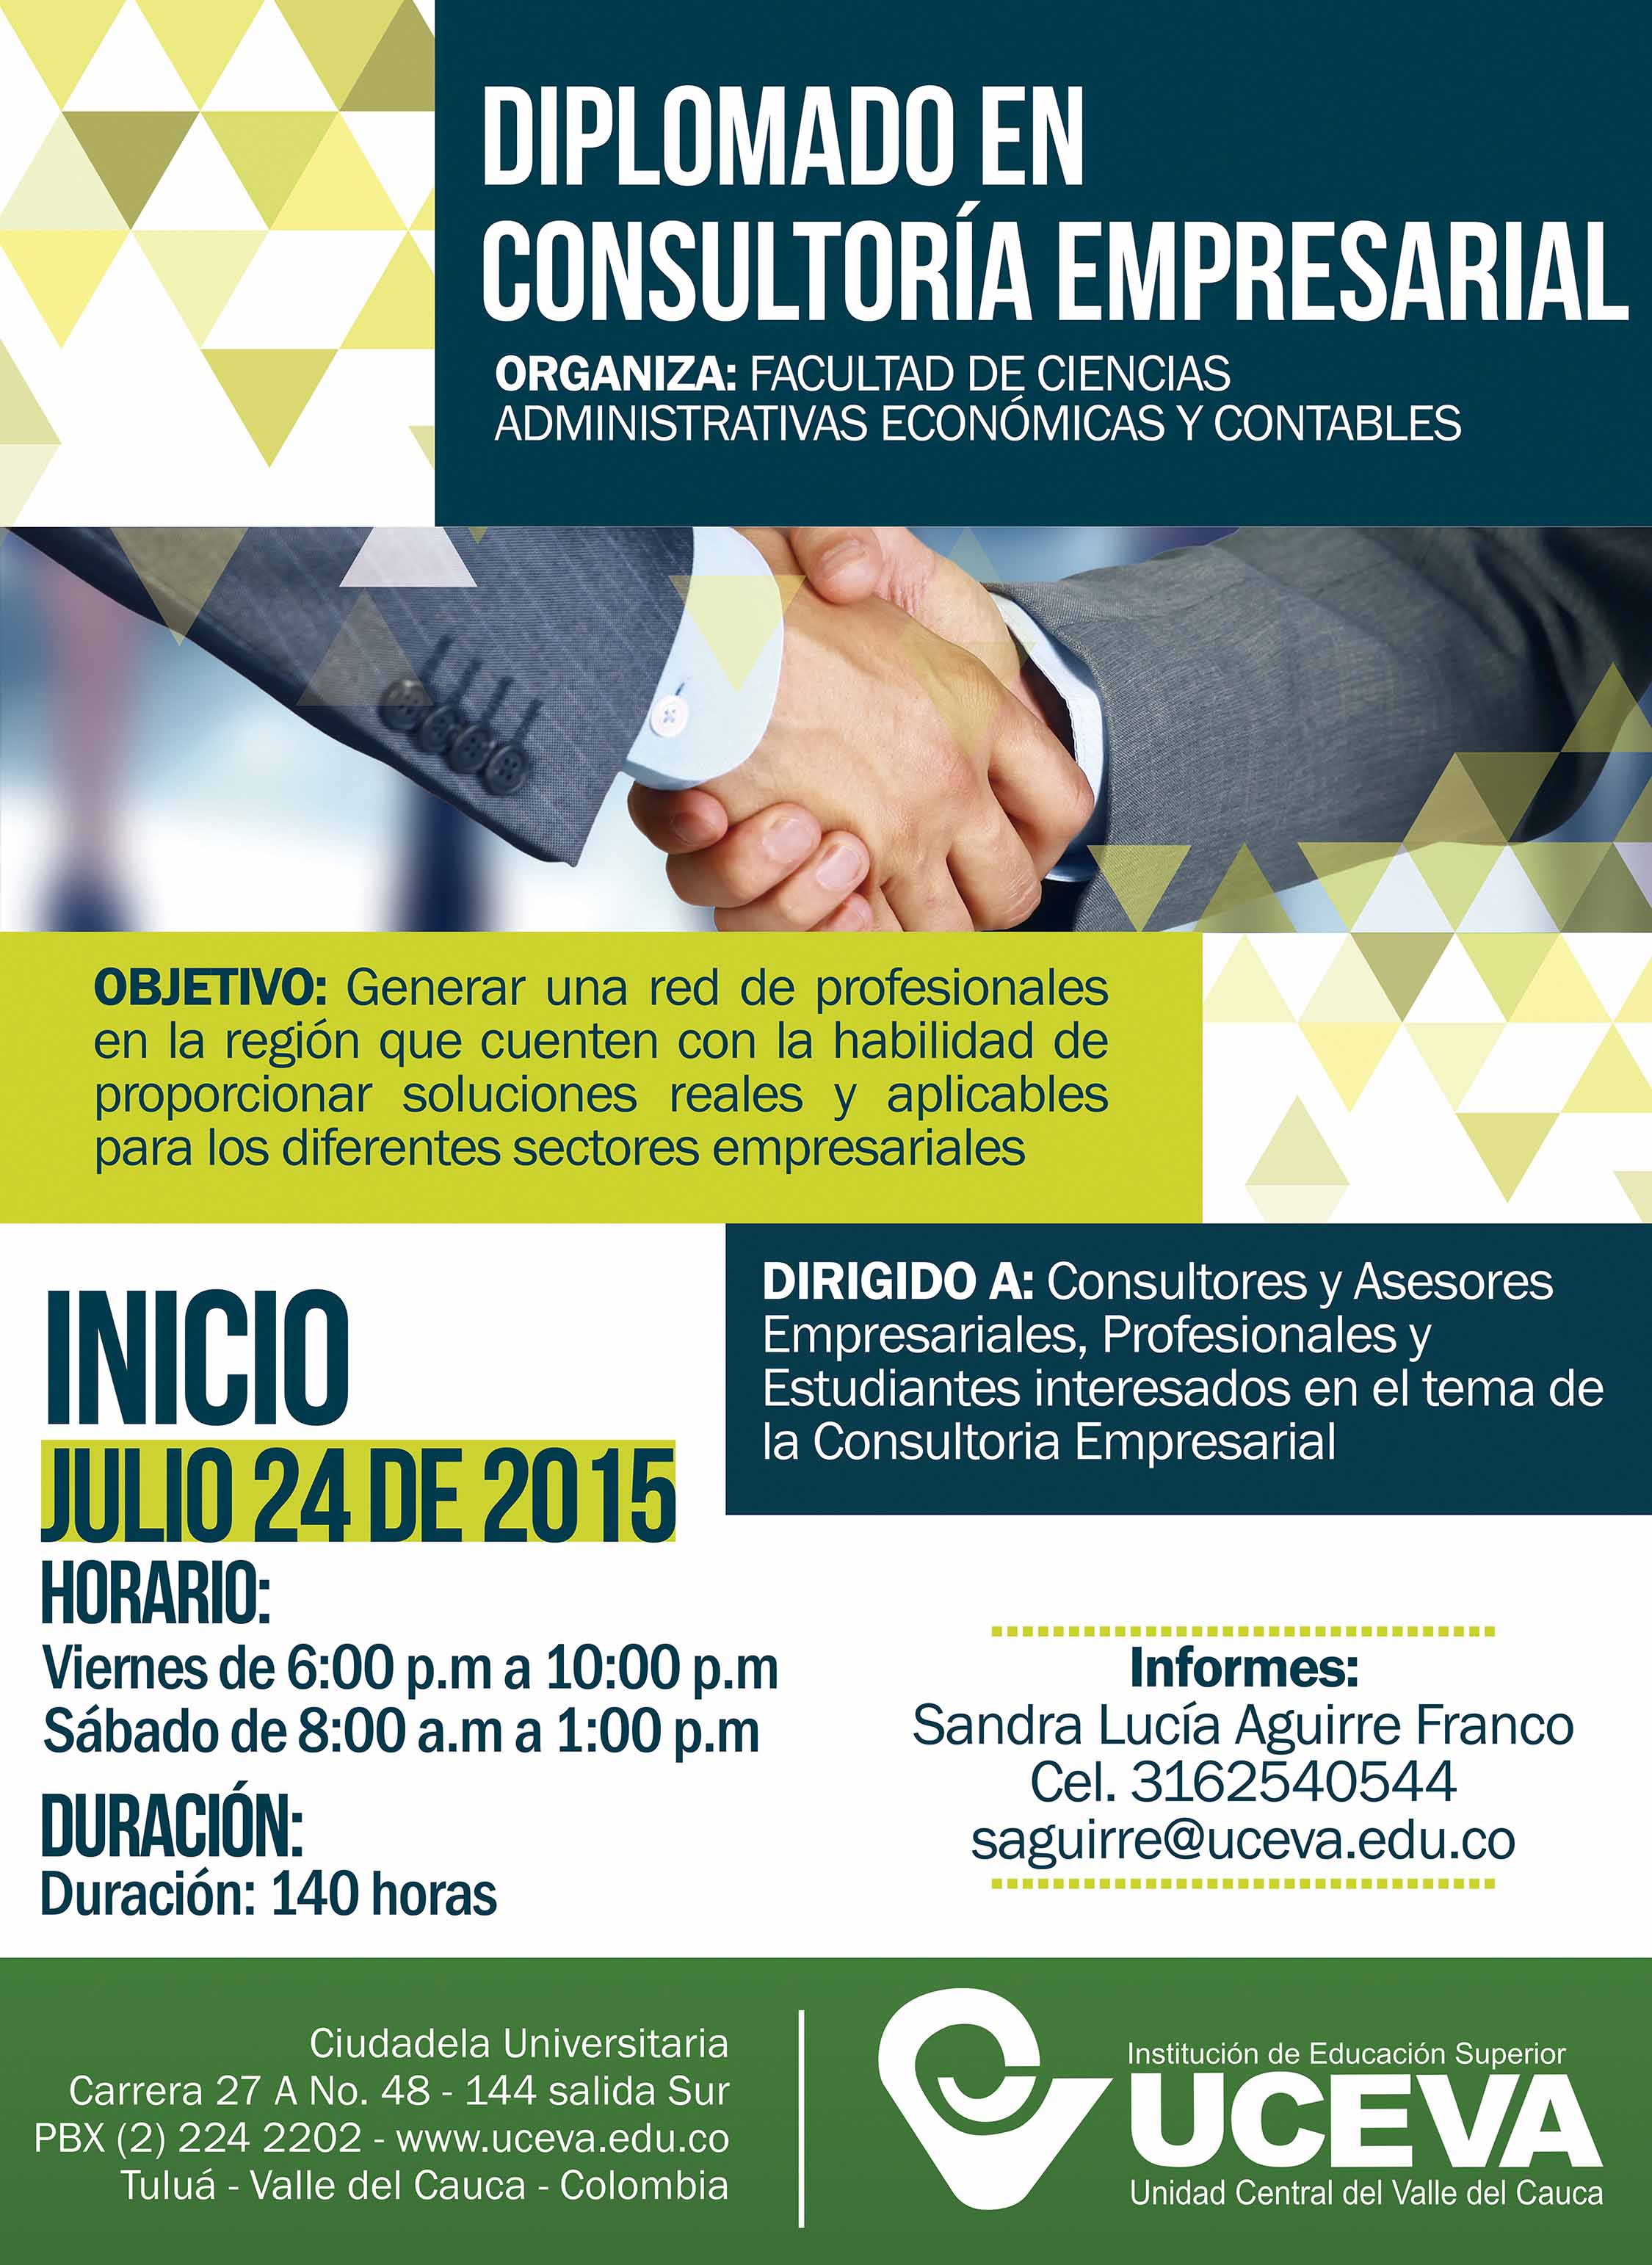 DIPLOMADO EN
CONSULTORÍA EMPRESARIAL
ORGANIZA: FACULTAD DE CIENCIAS
ADMINISTRATIVAS ECONÓMICAS Y CONTABLES
OBJETIVO: Generar una red de profesionales
en la región que cuenten con la habilidad de
proporcionar soluciones reales y aplicables
para los diferentes sectores empresariales
DIRIGIDO A: Consultores y Asesores
Empresariales, Profesionales y
Estudiantes interesados en el tema de
la Consultoria Empresarial
INICIO
JULIO 24 DE 2015
HORARIO:
Viernes de 6:00 p.m a 10:00 p.m
Sábado de 8:00 a.m a 1:00 p.m
DURACIÓN:
Duración: 140 horas
Informes:
Sandra Lucía Aguirre Franco
Cel. 3162540544
saguirre@uceva.edu.co
Ciudadela Universitaria
Carrera 27 A No. 48 - 144 salida Sur
PBX (2) 224 2202 - www.uceva.edu.co
Tuluá - Valle del Cauca - Colombia
Institución de Educación Superior
UCEVA
Unidad Central del Valle del Cauca